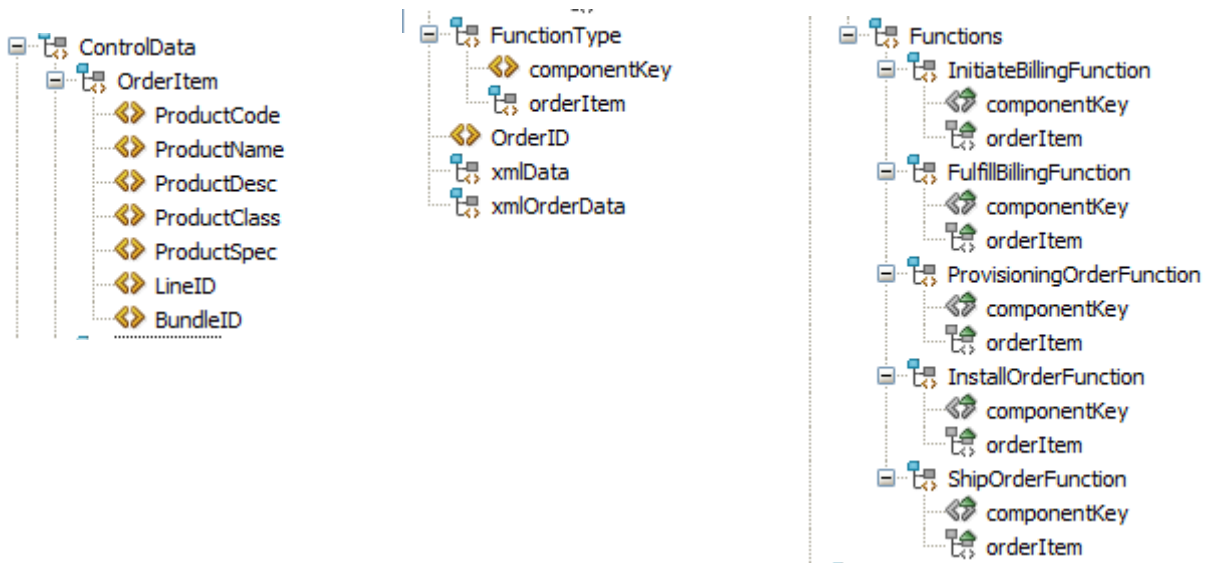 ControlData
OrderItem
ProductCode
ProductName
ProductDesc
ProductClass
ProductSpec
LineID
BundleID
FunctionType
componentKey
orderItem
OrderID
xmlData
xmlOrderData
Functions
InitiateBillingFunction
componentKey
orderItem
FulfillBillingFunction
componentKey
orderItem
ProvisioningOrderFunction
componentKey
orderItem
InstallOrderFunction
componentKey
orderItem
ShipOrderFunction
componentKey
orderItem